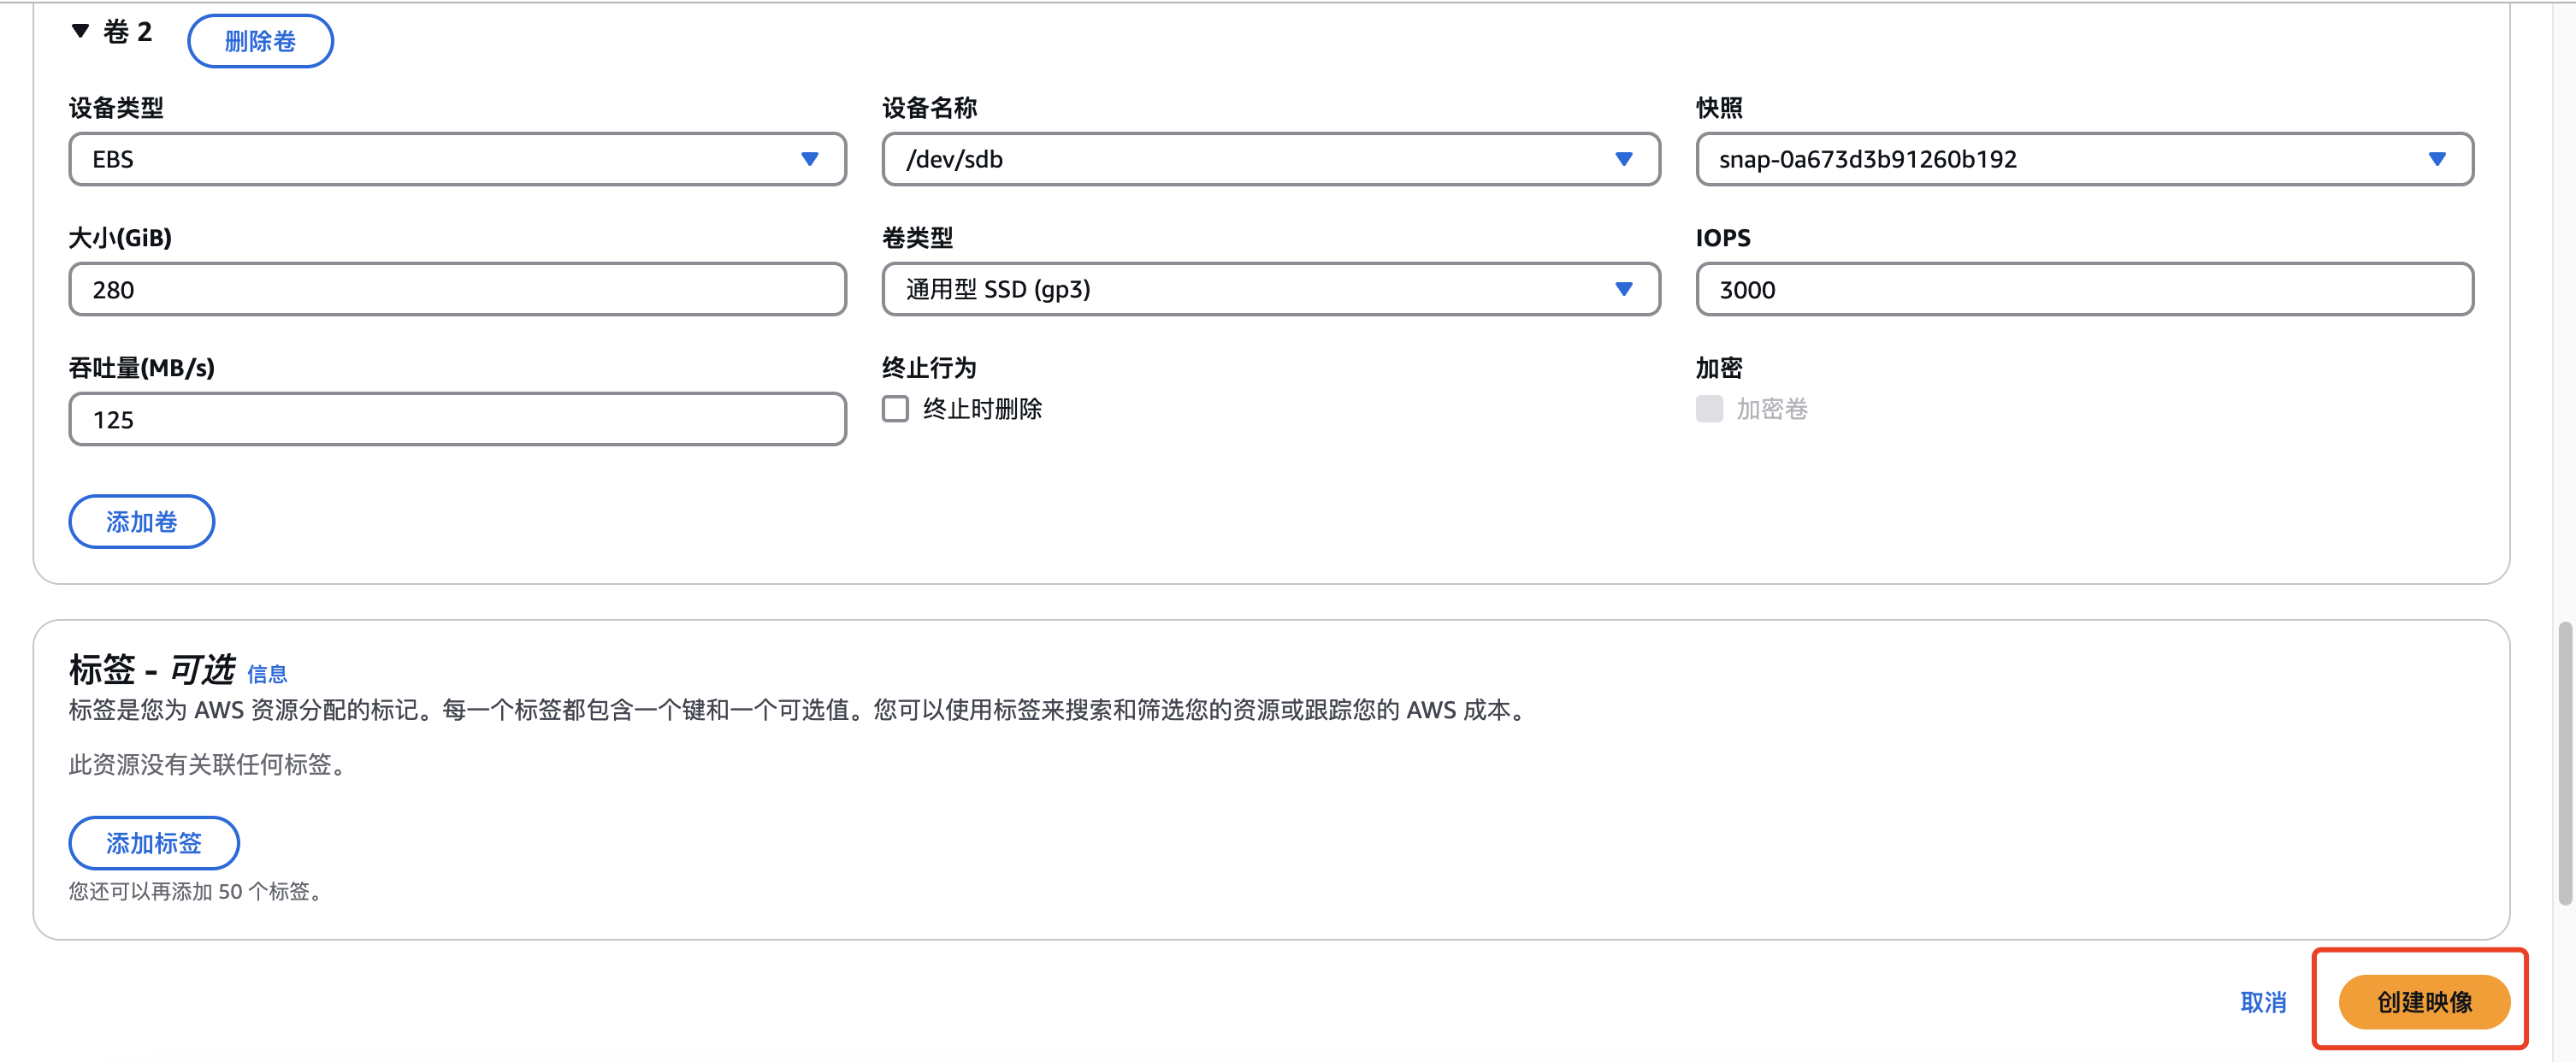 卷 2
删除卷
设备类型
设备名称
快照
EBS
/dev/sdb
snap-0a673d3b91260b192
大小(GiB)
卷类型
IOPS
280
通用型 SSD (gp3)
3000
吞吐量(MB/s)
终止行为
加密
125
终止时删除
加密卷
添加卷
标签 - 可选 信息
标签是您为 AWS 资源分配的标记。每一个标签都包含一个键和一个可选值。您可以使用标签来搜索和筛选您的资源或跟踪您的 AWS 成本。
此资源没有关联任何标签。
添加标签
您还可以再添加 50 个标签。
取消
创建映像